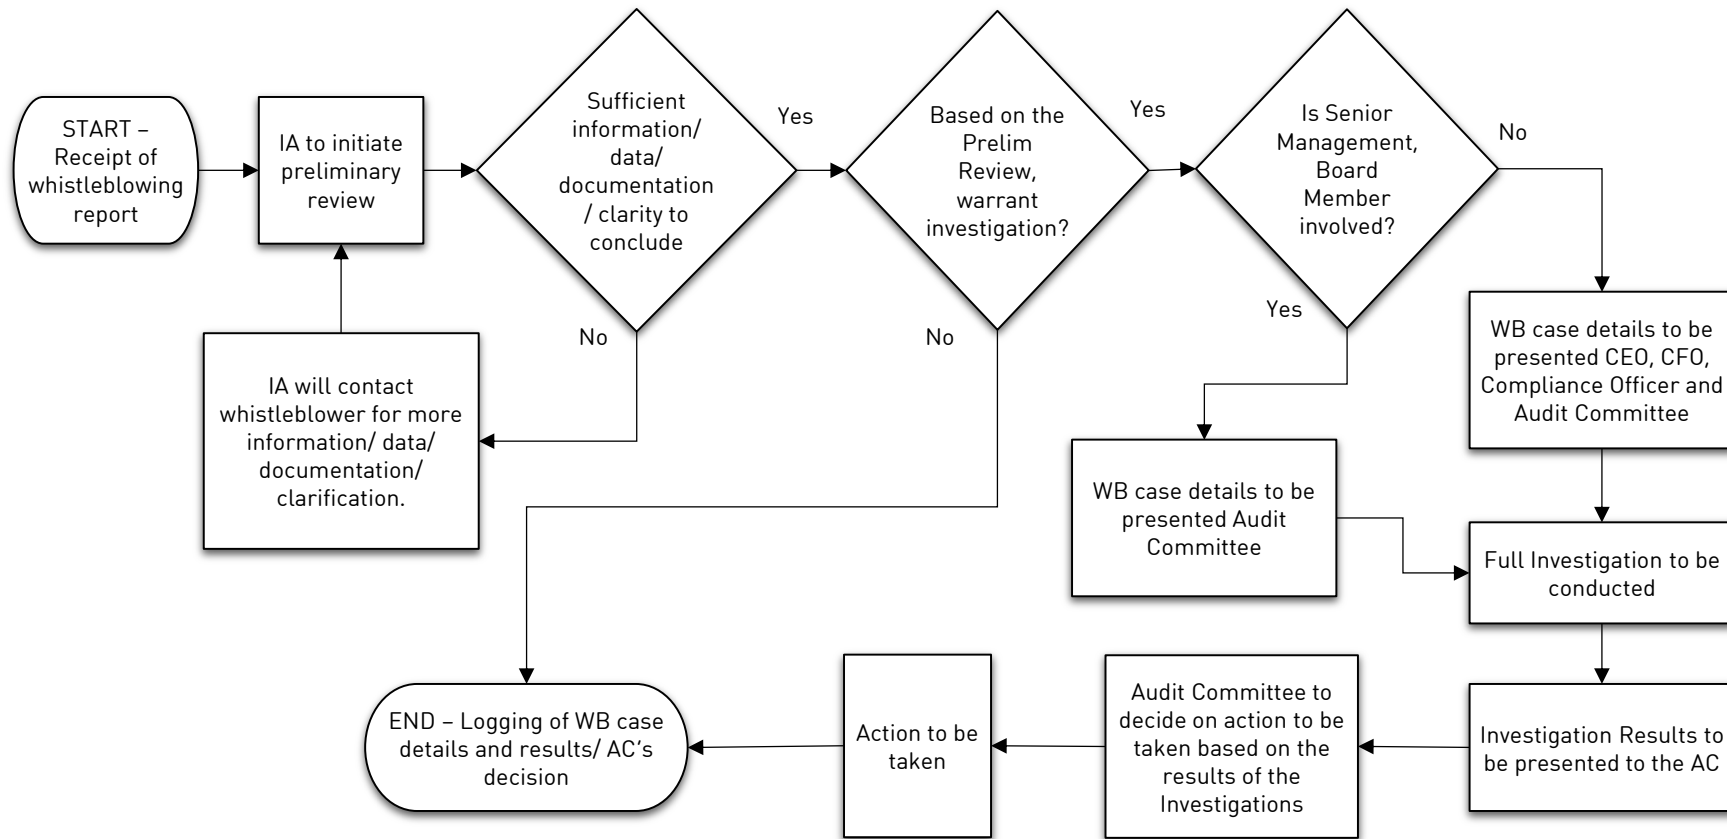 START –
Receipt of
whistleblowing
report
IA to initiate
preliminary
review
Sufficient
information/
data/
documentation
/ clarity to
conclude
Yes
No
Based on the
Prelim
Review,
warrant
investigation?
Yes
No
Is Senior
Management,
Board
Member
involved?
No
Yes
IA will contact
whistleblower for more
information/ data/
documentation/
clarification.
WB case details to be
presented CEO, CFO,
Compliance Officer and
Audit Committee
WB case details to be
presented Audit
Committee
Full Investigation to be
conducted
Investigation Results to
be presented to the AC
Audit Committee to
decide on action to be
taken based on the
results of the
Investigations
Action to be
taken
END – Logging of WB case
details and results/ AC’s
decision